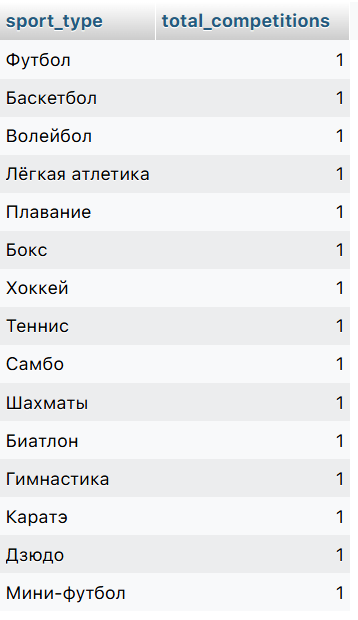 sport_type total_competitions
Футбол 1
Баскетбол 1
Волейбол 1
Лёгкая атлетика 1
Плавание 1
Бокс 1
Хоккей 1
Теннис 1
Самбо 1
Шахматы 1
Биатлон 1
Гимнастика 1
Каратэ 1
Дзюдо 1
Мини-футбол 1